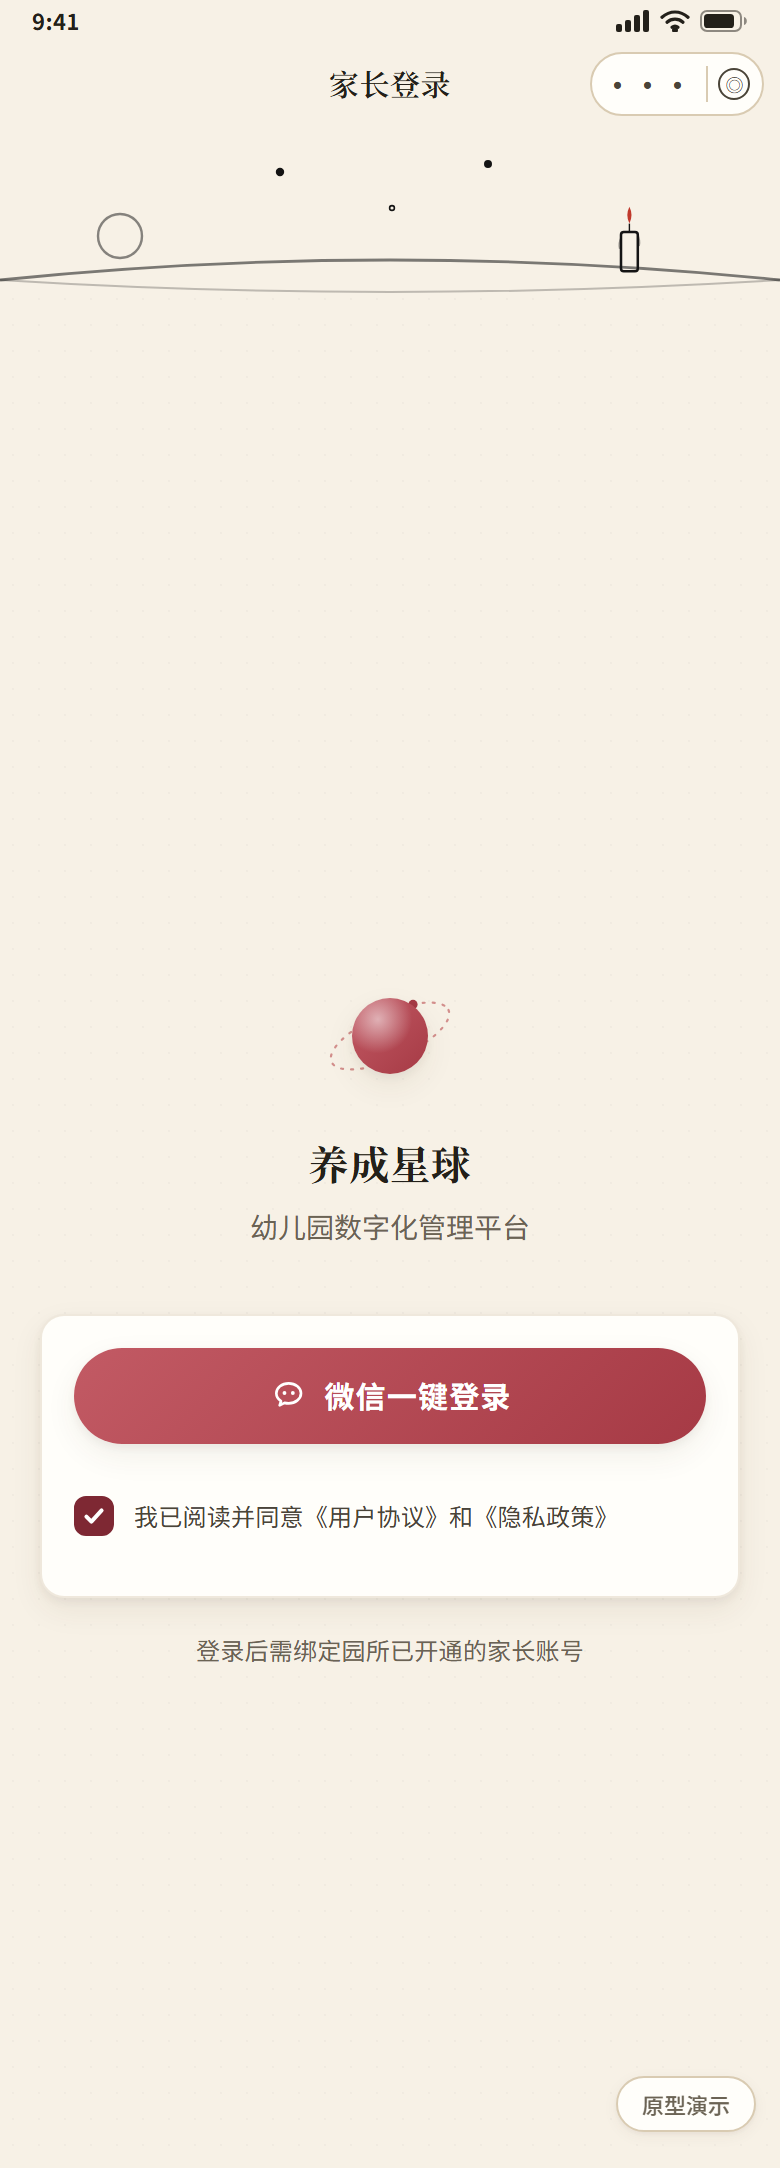 9:41
家长登录
养成星球
幼儿园数字化管理平台
微信一键登录
我已阅读并同意《用户协议》和《隐私政策》
登录后需绑定园所已开通的家长账号
原型演示